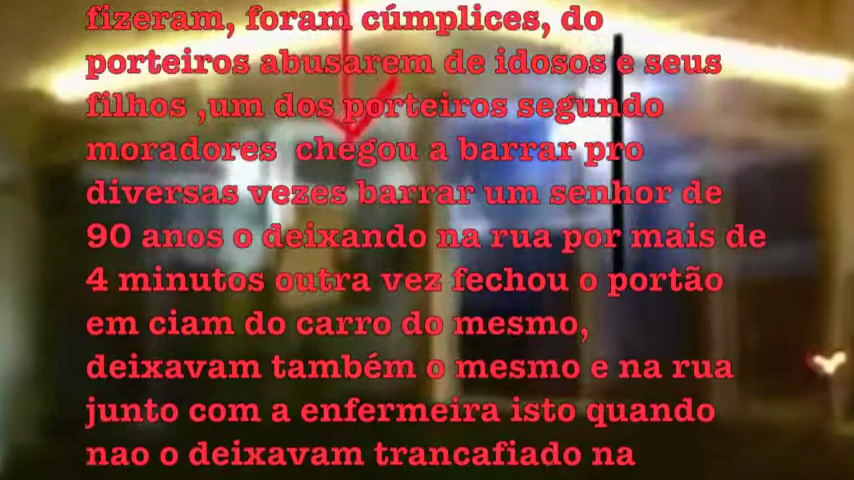 fizeram, foram cúmplices, do
porteiros abusarem de idosos e seus
filhos ,um dos porteiros segundo
moradores chegou a barrar pro
diversas vezes barrar um senhor de
90 anos o deixando na rua por mais de
4 minutos outra vez fechou o portão
em ciam do carro do mesmo,
deixavam também o mesmo e na rua
junto com a enfermeira isto quando
nao o deixavam trancafiado na